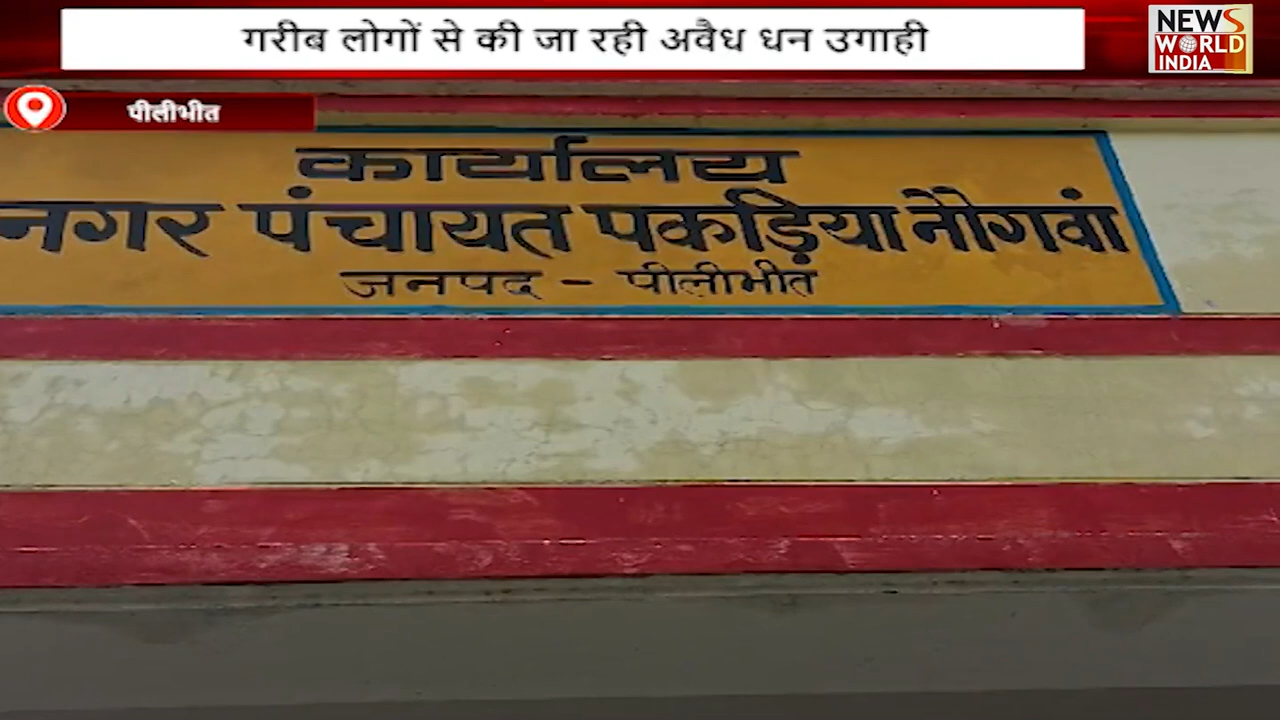 गरीब लोगों से की जा रही अवैध धन उगाही
NEWS
WORLD
INDIA
पीलीभीत
कार्यालय
नगर पंचायत पकड़िया नौगवां
जनपद - पीलीभीत